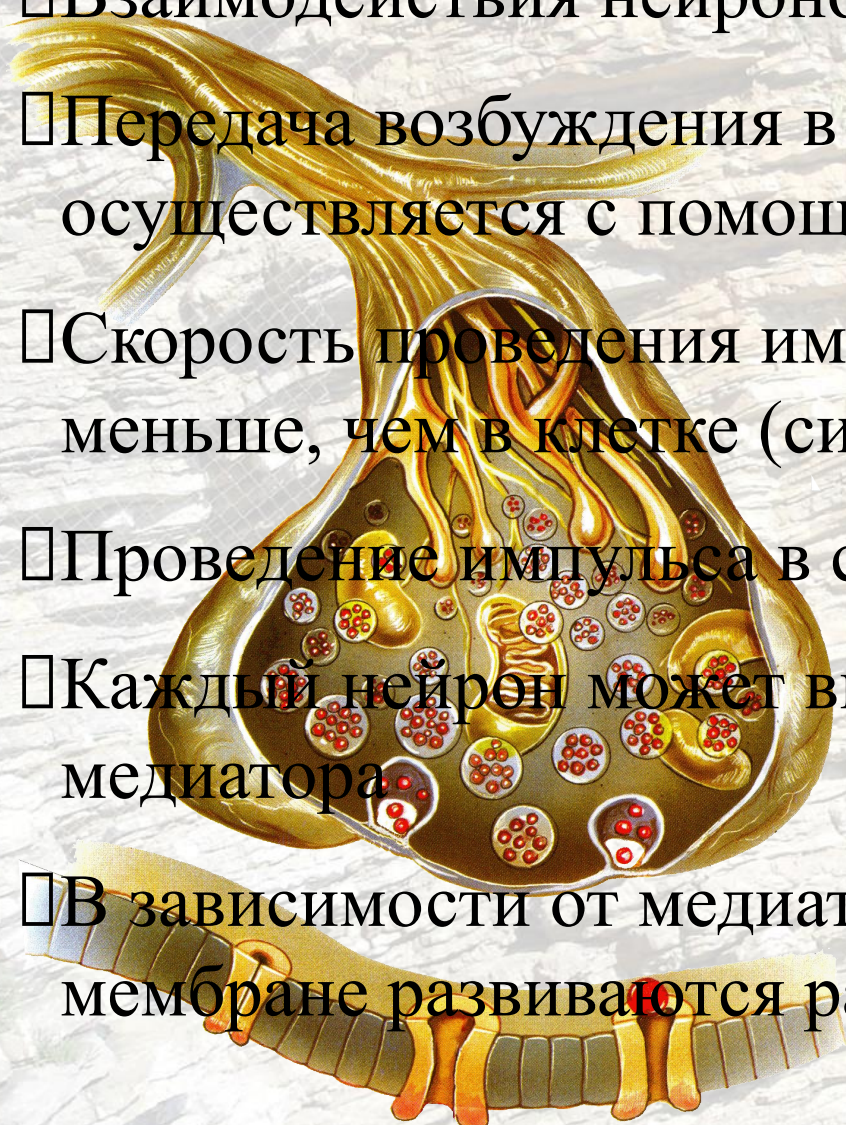 Взаимодействия нейроно
Передача возбуждения в
осуществляется с помощ
Скорость проведения им
меньше, чем в клетке (си
Проведение импульса в с
Каждый нейрон может в
медиатора
В зависимости от медиат
мембране развиваются ра